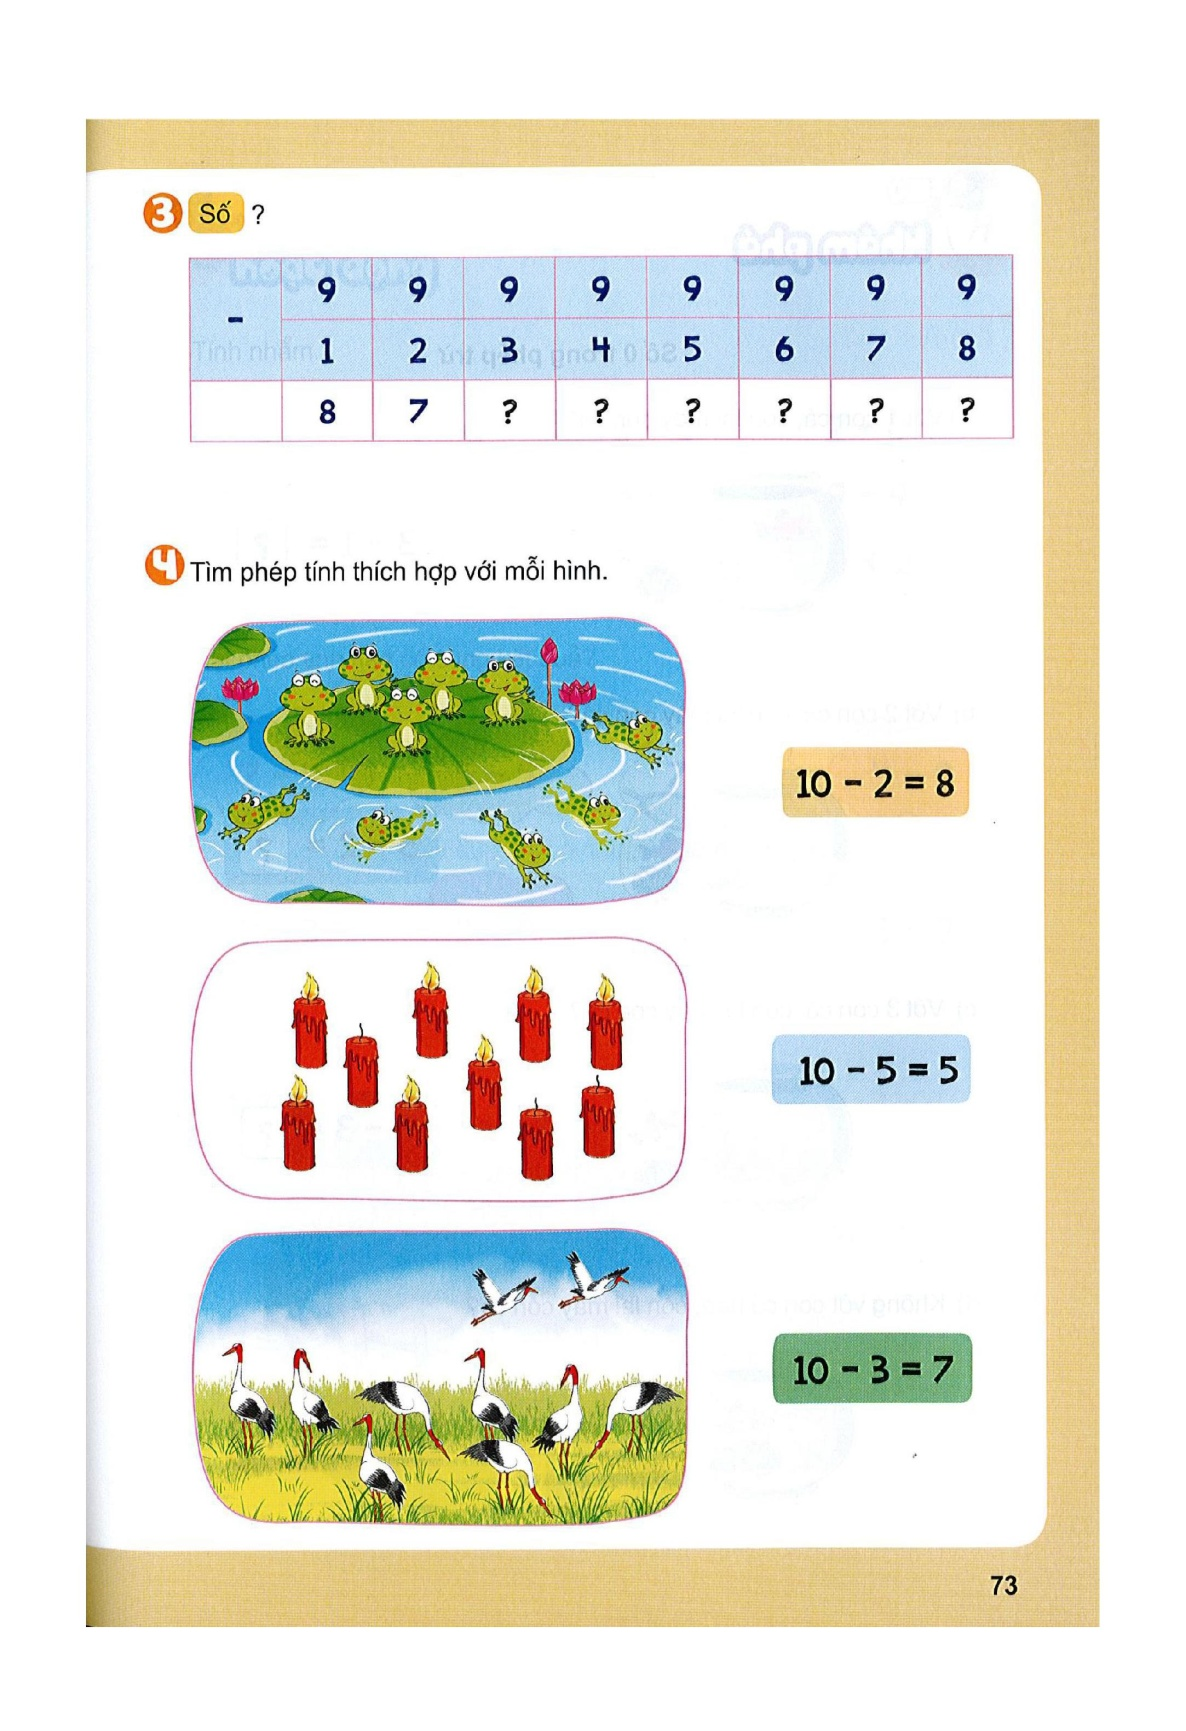 3 Số ?
- 9 9 9 9 9 9 9 9
1 2 3 4 5 6 7 8
8 7 ? ? ? ? ? ?
4 Tìm phép tính thích hợp với mỗi hình.
10 - 2 = 8
10 - 5 = 5
10 - 3 = 7
73